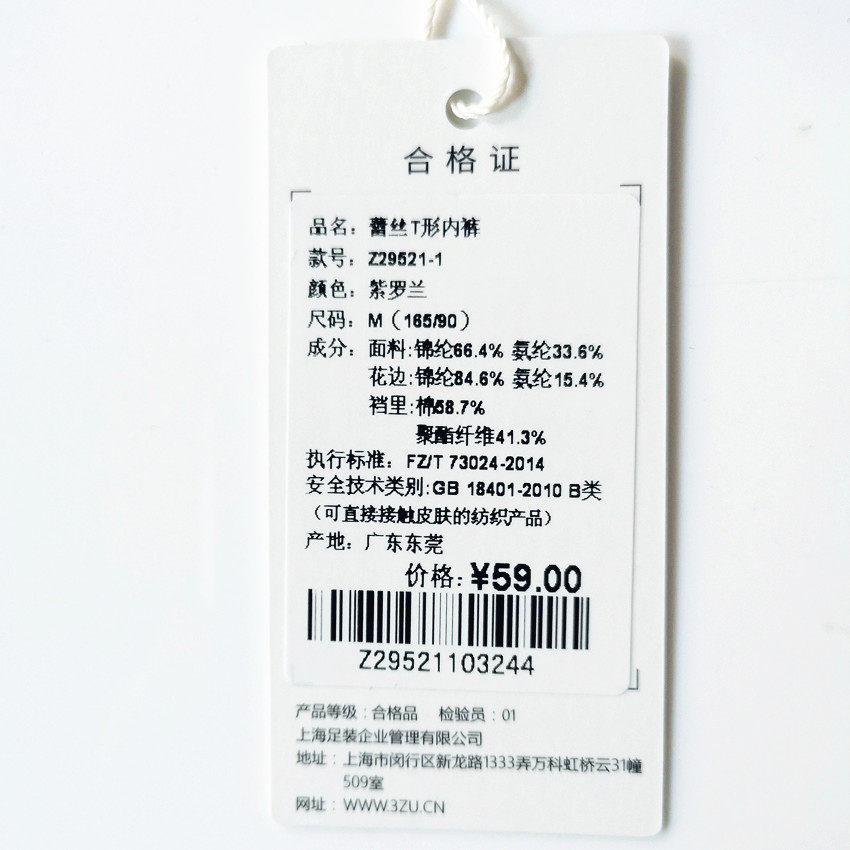 合格证
品名：蕾丝T形内裤
款号：Z29521-1
颜色：紫罗兰
尺码：M（165/90）
成分：面料:锦纶66.4% 氨纶33.6%
花边:锦纶84.6% 氨纶15.4%
裆里:棉58.7%
聚酯纤维41.3%
执行标准：FZ/T 73024-2014
安全技术类别:GB 18401-2010 B类
（可直接接触皮肤的纺织产品）
产地：广东东莞
价格:¥59.00
Z29521103244
产品等级：合格品 检验员：01
上海足装企业管理有限公司
地址：上海市闵行区新龙路1333弄万科虹桥云31幢
509室
网址：WWW.3ZU.CN